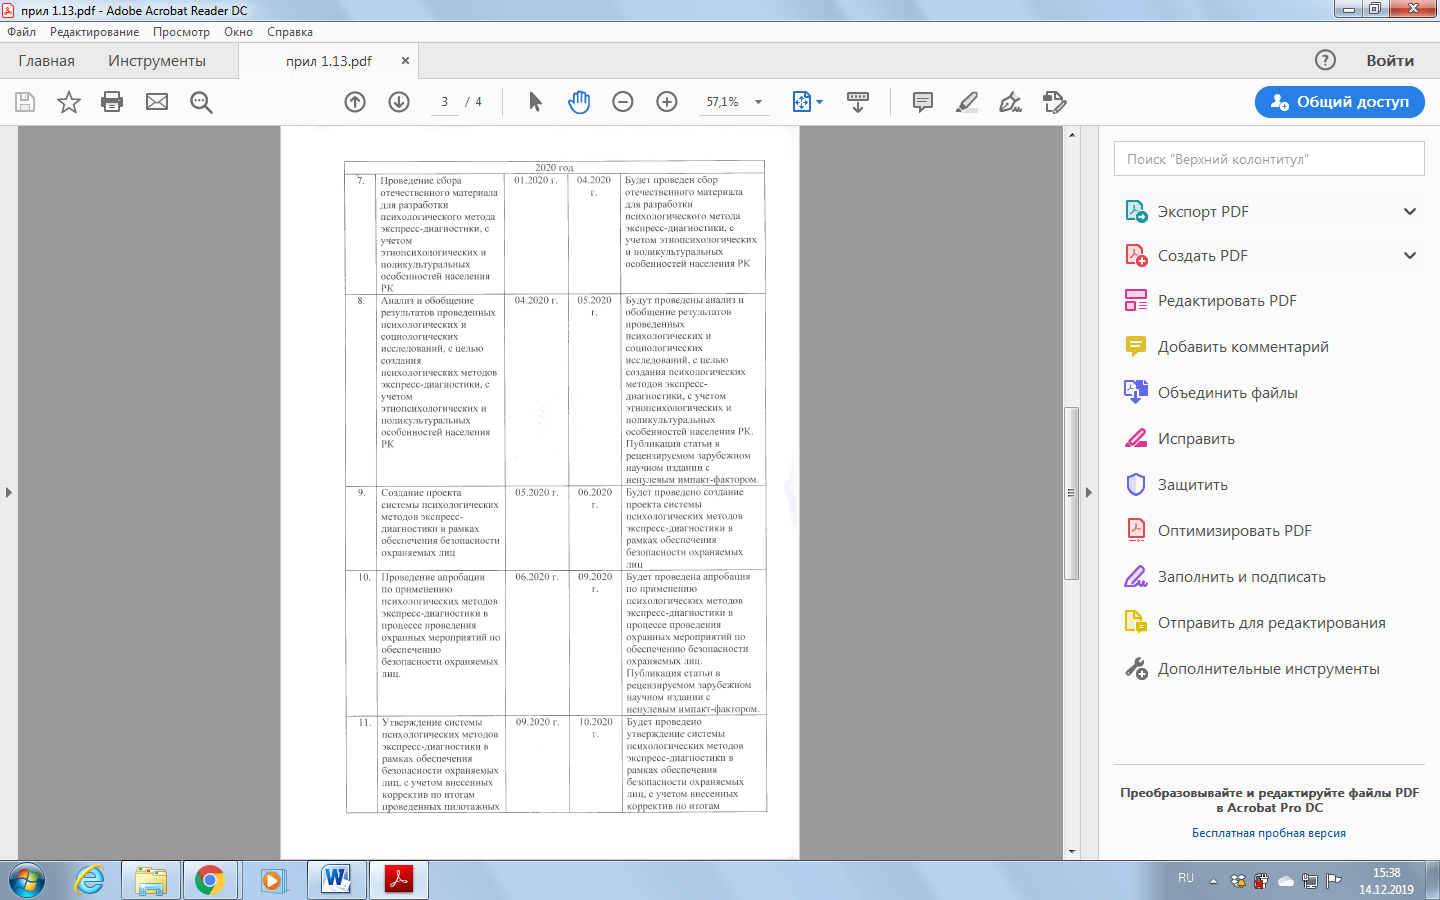 прил 1.13.pdf - Adobe Acrobat Reader DC
Файл Редактирование Просмотр Окно Справка
Главная Инструменты прил 1.13.pdf × ? Войти
3 / 4 57,1% Общий доступ
2020 год
7. Проведение сбора отечественного материала для разработки психологического метода экспресс-диагностики, с учетом этнопсихологических и поликультуральных особенностей населения РК
01.2020 г.
04.2020 г.
Будет проведен сбор отечественного материала для разработки психологического метода экспресс-диагностики, с учетом этнопсихологических и поликультуральных особенностей населения РК
8. Анализ и обобщение результатов проведенных психологических и социологических исследований, с целью создания психологических методов экспресс-диагностики, с учетом этнопсихологических и поликультуральных особенностей населения РК
04.2020 г.
05.2020 г.
Будут проведены анализ и обобщение результатов проведенных психологических и социологических исследований, с целью создания психологических методов экспресс-диагностики, с учетом этнопсихологических и поликультуральных особенностей населения РК. Публикация статьи в рецензируемом зарубежном научном издании с ненулевым импакт-фактором.
9. Создание проекта системы психологических методов экспресс-диагностики в рамках обеспечения безопасности охраняемых лиц
05.2020 г.
06.2020 г.
Будет проведено создание проекта системы психологических методов экспресс-диагностики в рамках обеспечения безопасности охраняемых лиц
10. Проведение апробации по применению психологических методов экспресс-диагностики в процессе проведения охранных мероприятий по обеспечению безопасности охраняемых лиц.
06.2020 г.
09.2020 г.
Будет проведена апробация по применению психологических методов экспресс-диагностики в процессе проведения охранных мероприятий по обеспечению безопасности охраняемых лиц. Публикация статьи в рецензируемом зарубежном научном издании с ненулевым импакт-фактором.
11. Утверждение системы психологических методов экспресс-диагностики в рамках обеспечения безопасности охраняемых лиц, с учетом внесенных корректив по итогам проведенных пилотажных
09.2020 г.
10.2020 г.
Будет проведено утверждение системы психологических методов экспресс-диагностики в рамках обеспечения безопасности охраняемых лиц, с учетом внесенных корректив по итогам
Поиск "Верхний колонтитул"
Экспорт PDF
Создать PDF
Редактировать PDF
Добавить комментарий
Объединить файлы
Исправить
Защитить
Оптимизировать PDF
Заполнить и подписать
Отправить для редактирования
Дополнительные инструменты
Преобразовывайте и редактируйте файлы PDF
в Acrobat Pro DC
Бесплатная пробная версия
RU 15:38
14.12.2019